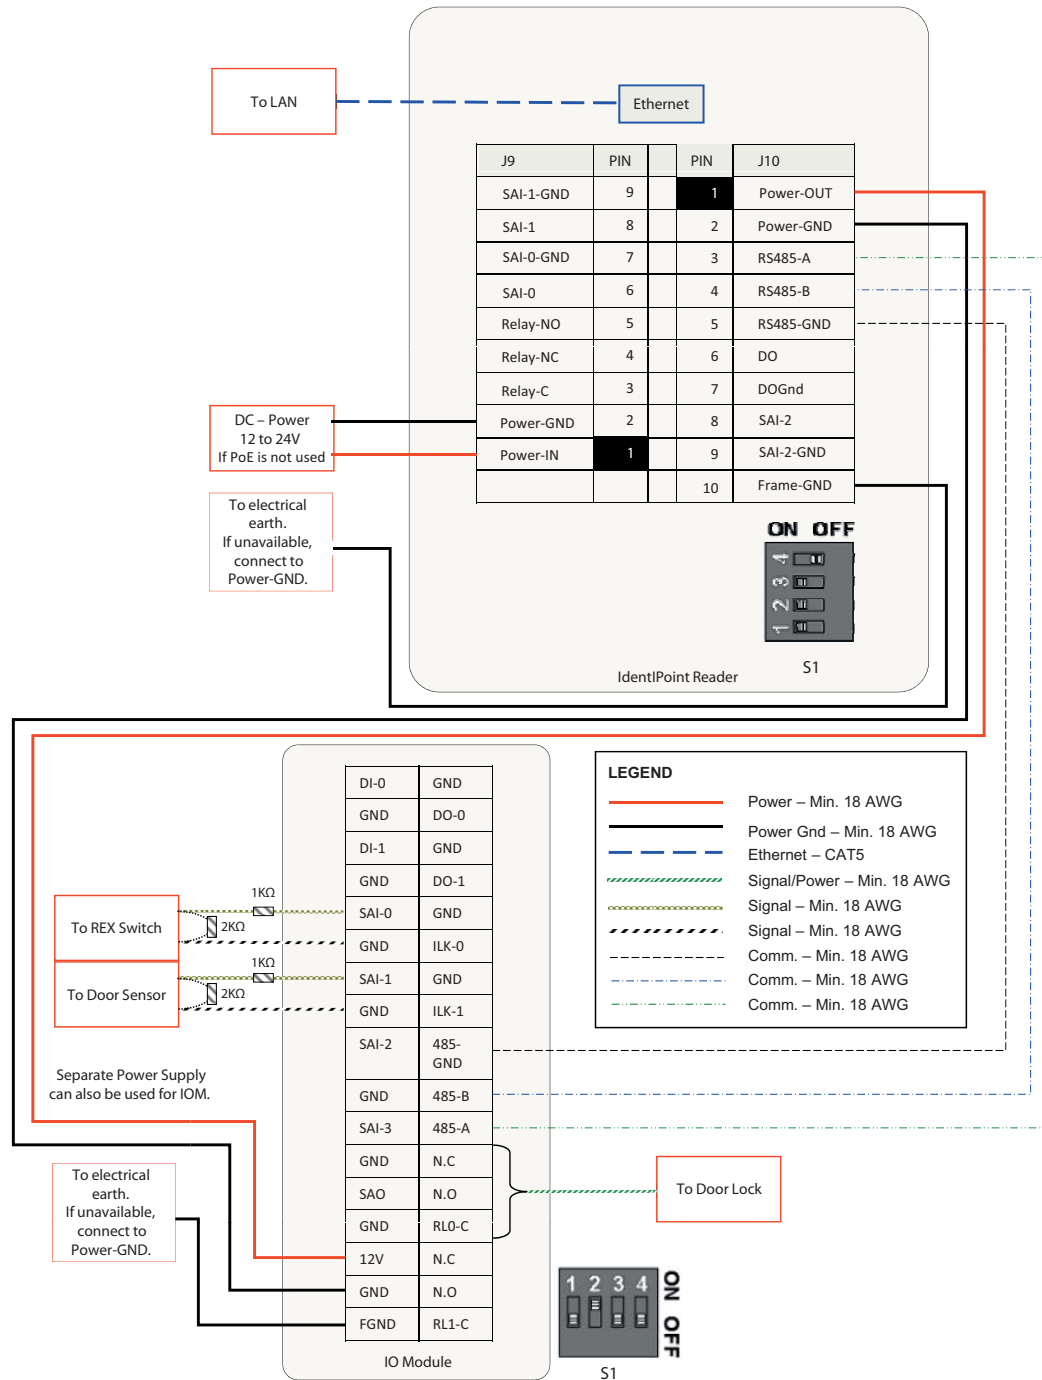 To LAN
Ethernet
J9 PIN PIN J10
SAI-1-GND 9 1 Power-OUT
SAI-1 8 2 Power-GND
SAI-0-GND 7 3 RS485-A
SAI-0 6 4 RS485-B
Relay-NO 5 5 RS485-GND
Relay-NC 4 6 DO
Relay-C 3 7 DOGnd
Power-GND 2 8 SAI-2
Power-IN 1 9 SAI-2-GND
10 Frame-GND
DC – Power
12 to 24V
If PoE is not used
To electrical
earth.
If unavailable,
connect to
Power-GND.
ON OFF
4
3
2
1
S1
IdentIPoint Reader
DI-0 GND
GND DO-0
DI-1 GND
GND DO-1
SAI-0 GND
GND ILK-0
SAI-1 GND
GND ILK-1
SAI-2 485-
GND
GND 485-B
SAI-3 485-A
GND N.C
SAO N.O
GND RL0-C
12V N.C
GND N.O
FGND RL1-C
IO Module
1KΩ
To REX Switch
2KΩ
1KΩ
To Door Sensor
2KΩ
Separate Power Supply
can also be used for IOM.
To electrical
earth.
If unavailable,
connect to
Power-GND.
LEGEND
Power – Min. 18 AWG
Power Gnd – Min. 18 AWG
Ethernet – CAT5
Signal/Power – Min. 18 AWG
Signal – Min. 18 AWG
Signal – Min. 18 AWG
Comm. – Min. 18 AWG
Comm. – Min. 18 AWG
Comm. – Min. 18 AWG
To Door Lock
1 2 3 4
ON OFF
S1